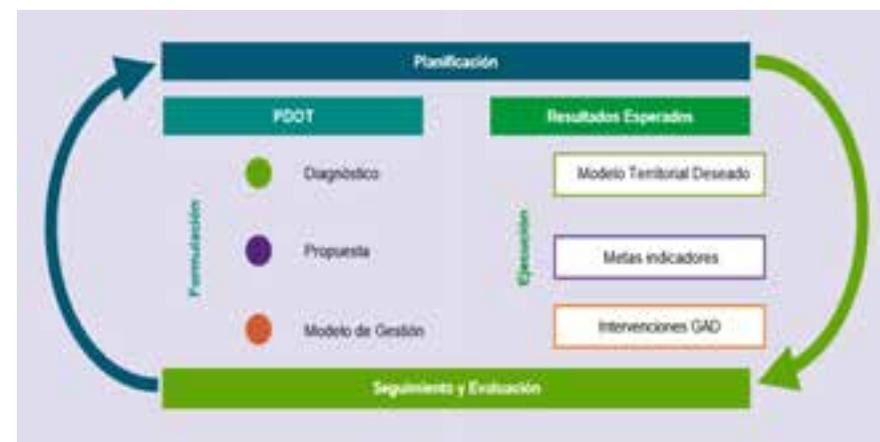 Planificación
PDOT
Resultados Esperados
Formulación
Diagnóstico
Propuesta
Modelo de Gestión
Ejecución
Modelo Territorial Deseado
Metas indicadores
Intervenciones GAD
Seguimiento y Evaluación